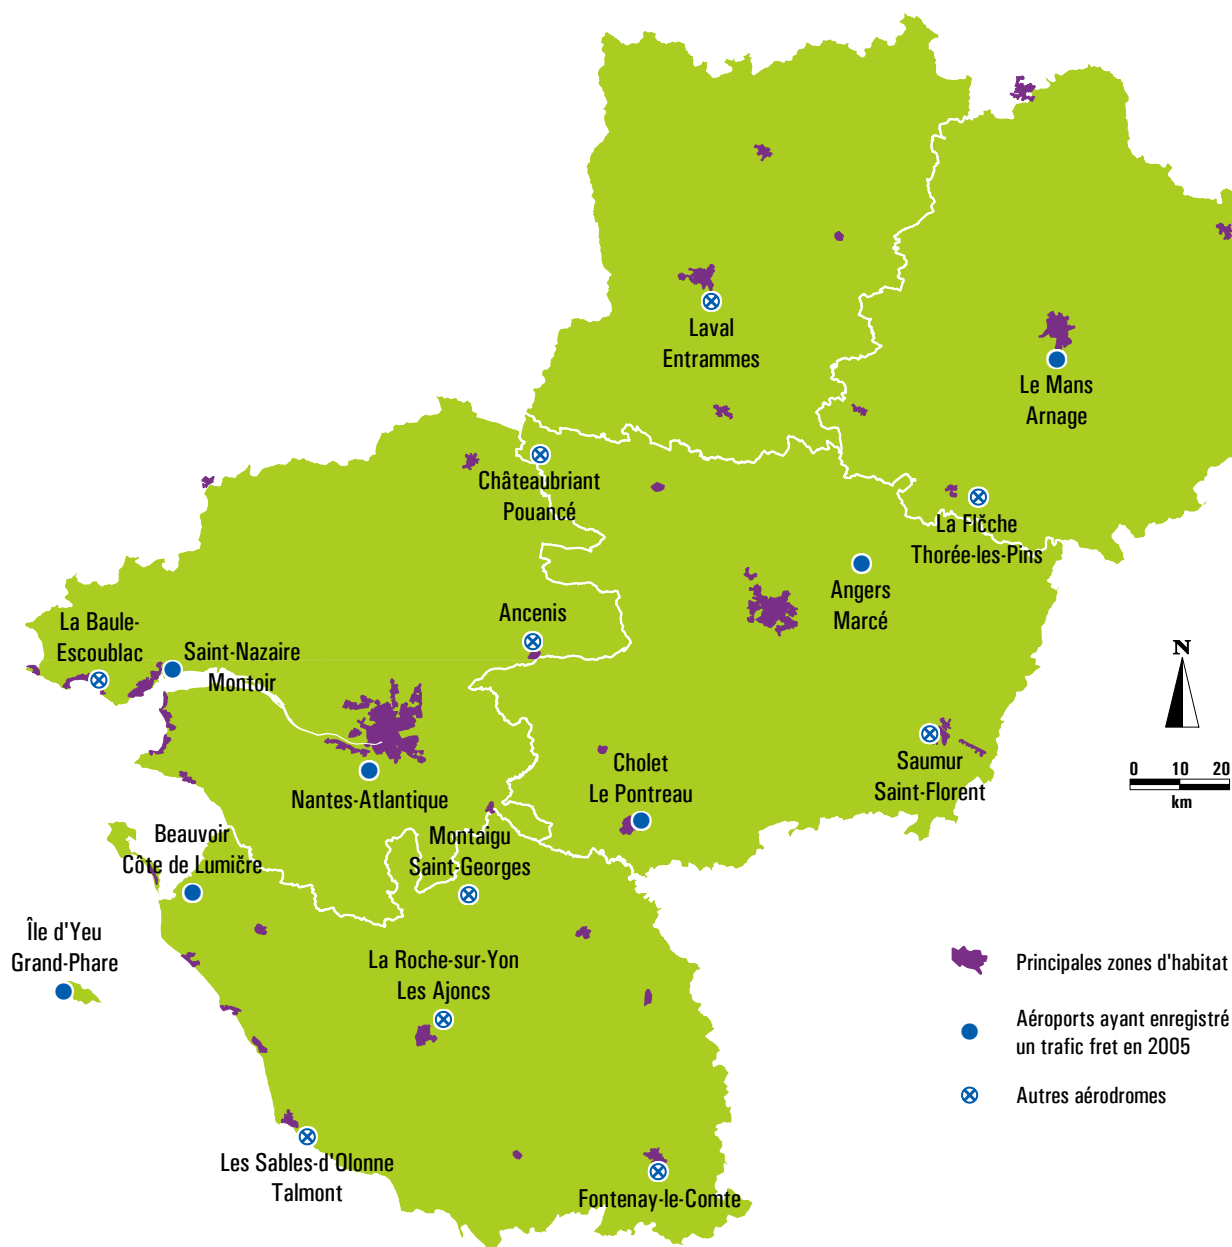 Laval
Entrammes
Le Mans
Arnage
Châteaubriant
Pouancé
La Flčche
Thorée-les-Pins
Angers
Marcé
Ancenis
La Baule-
Escoublac
Saint-Nazaire
Montoir
N
0 10 20
km
Saumur
Saint-Florent
Cholet
Le Pontreau
Nantes-Atlantique
Beauvoir
Côte de Lumičre
Montaigu
Saint-Georges
Île d'Yeu
Grand-Phare
La Roche-sur-Yon
Les Ajoncs
Principales zones d'habitat
Aéroports ayant enregistré
un trafic fret en 2005
Autres aérodromes
Les Sables-d'Olonne
Talmont
Fontenay-le-Comte